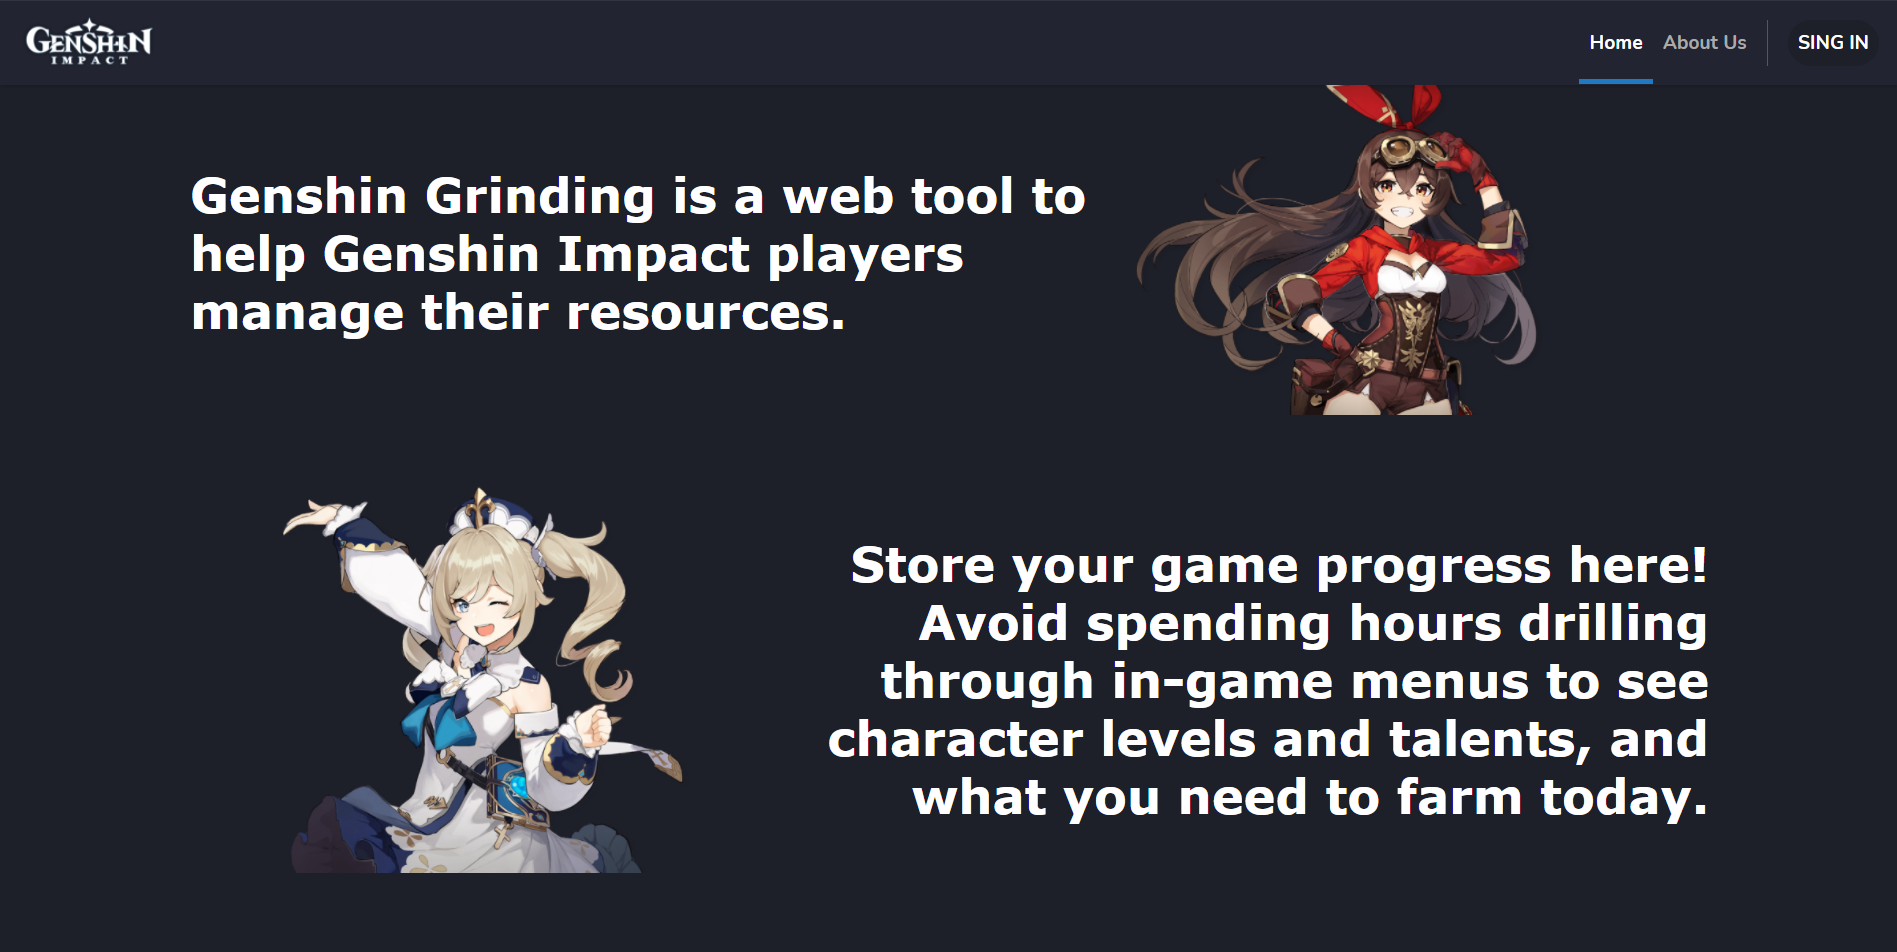 GENSHIN
IMPACT
Home
About Us
SING IN
Genshin Grinding is a web tool to
help Genshin Impact players
manage their resources.
Store your game progress here!
Avoid spending hours drilling
through in-game menus to see
character levels and talents, and
what you need to farm today.